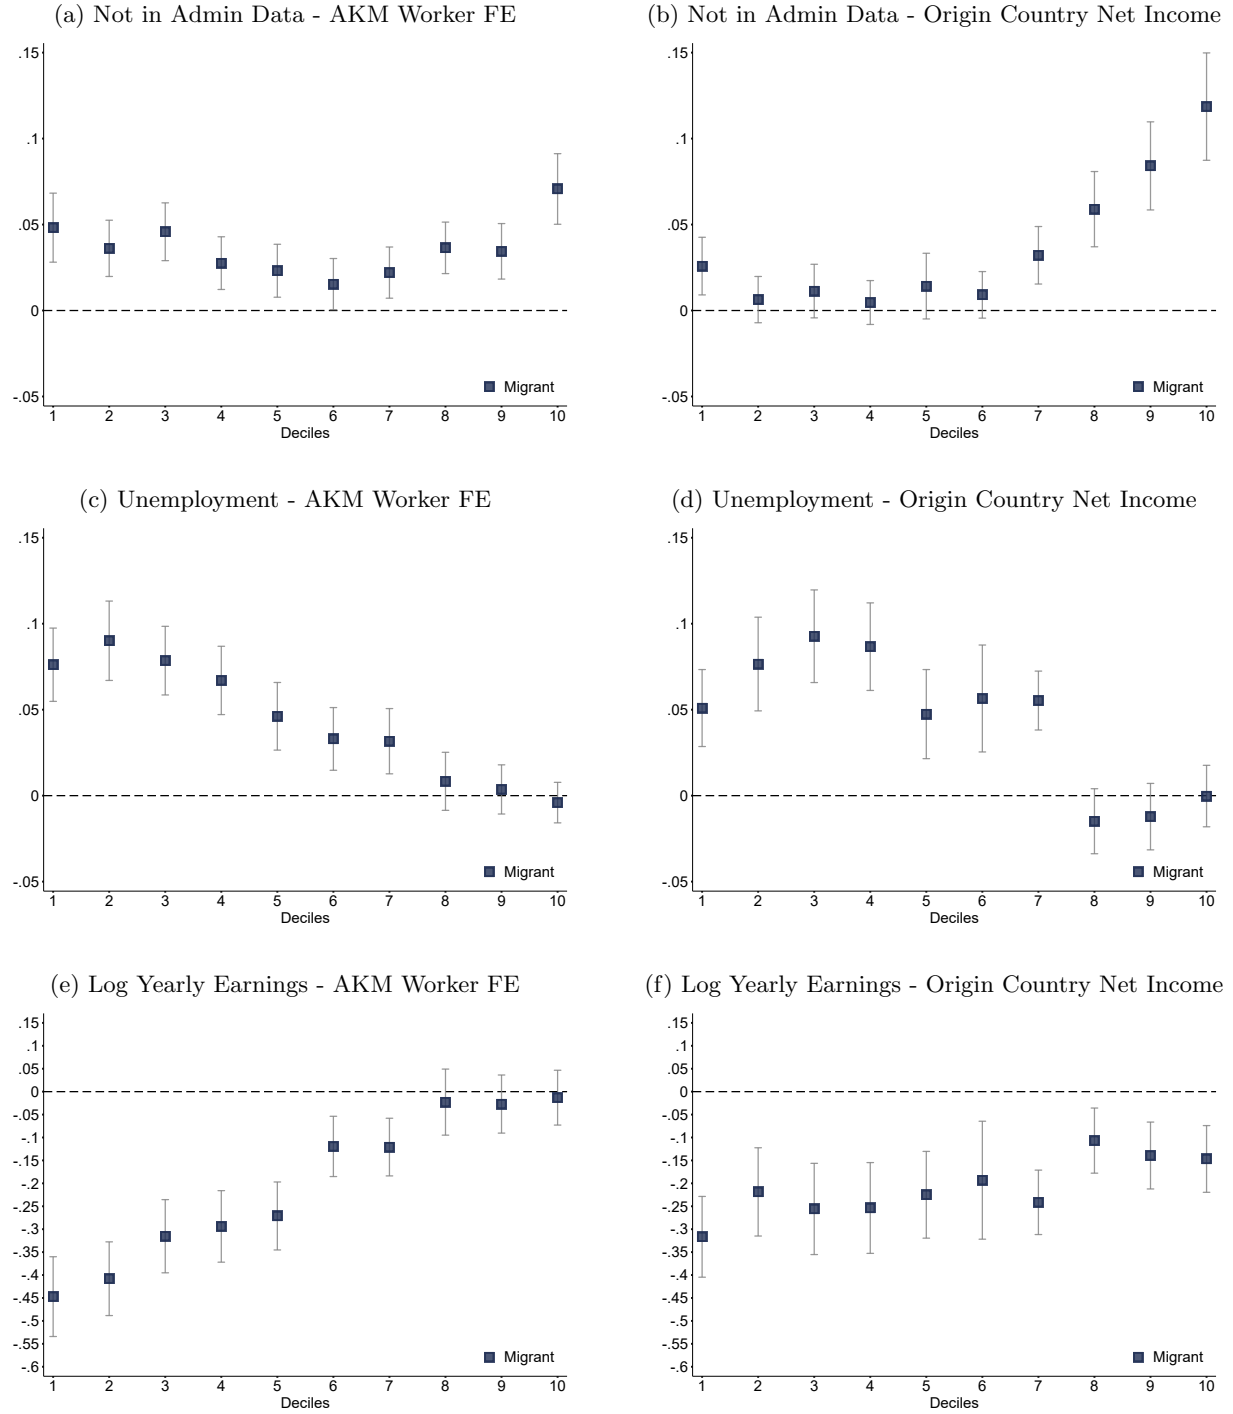 (a) Not in Admin Data - AKM Worker FE
.15
.1
.05
0
-.05
1 2 3 4 5 6 7 8 9 10
Deciles
Migrant
(b) Not in Admin Data - Origin Country Net Income
.15
.1
.05
0
-.05
1 2 3 4 5 6 7 8 9 10
Deciles
Migrant
(c) Unemployment - AKM Worker FE
.15
.1
.05
0
-.05
1 2 3 4 5 6 7 8 9 10
Deciles
Migrant
(d) Unemployment - Origin Country Net Income
.15
.1
.05
0
-.05
1 2 3 4 5 6 7 8 9 10
Deciles
Migrant
(e) Log Yearly Earnings - AKM Worker FE
.15
.1
.05
0
-.05
-.1
-.15
-.2
-.25
-.3
-.35
-.4
-.45
-.5
-.55
-.6
1 2 3 4 5 6 7 8 9 10
Deciles
Migrant
(f) Log Yearly Earnings - Origin Country Net Income
.15
.1
.05
0
-.05
-.1
-.15
-.2
-.25
-.3
-.35
-.4
-.45
-.5
-.55
-.6
1 2 3 4 5 6 7 8 9 10
Deciles
Migrant